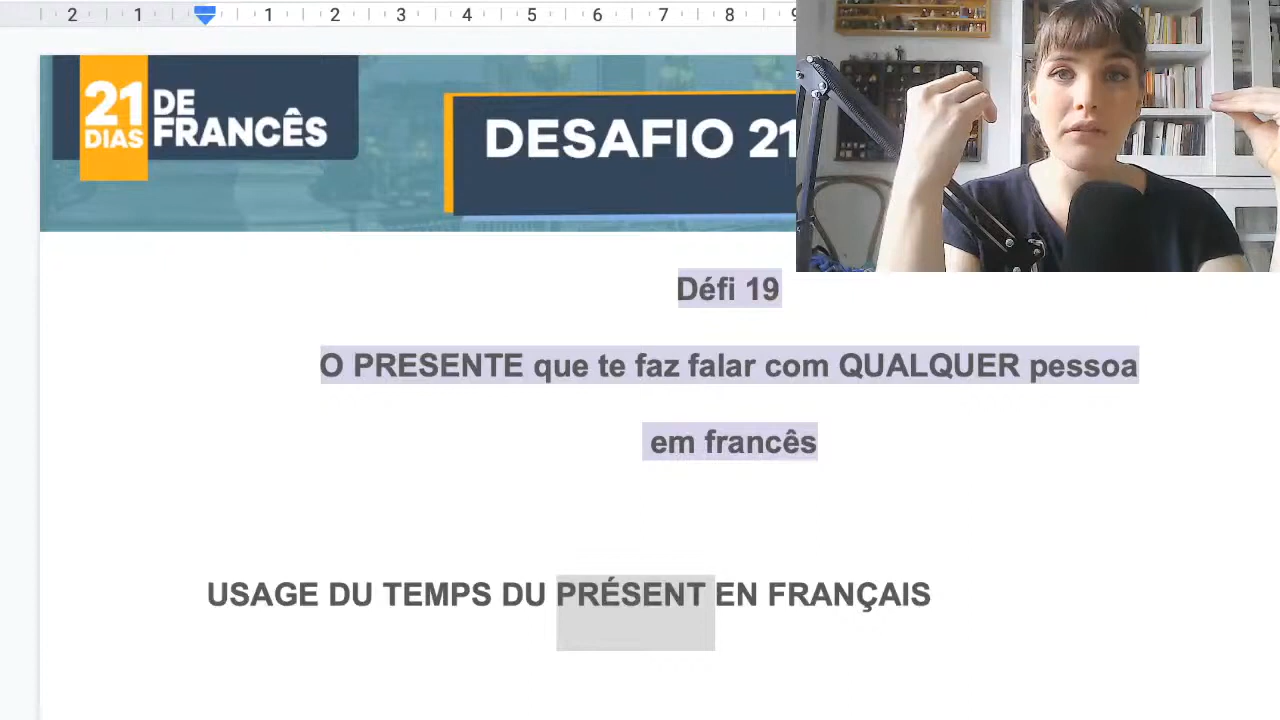 2 1 1 2 3 4 5 6 7 8 9
21 DE
DIAS FRANCÊS
DESAFIO 21
Défi 19
O PRESENTE que te faz falar com QUALQUER pessoa
em francês
USAGE DU TEMPS DU PRÉSENT EN FRANÇAIS